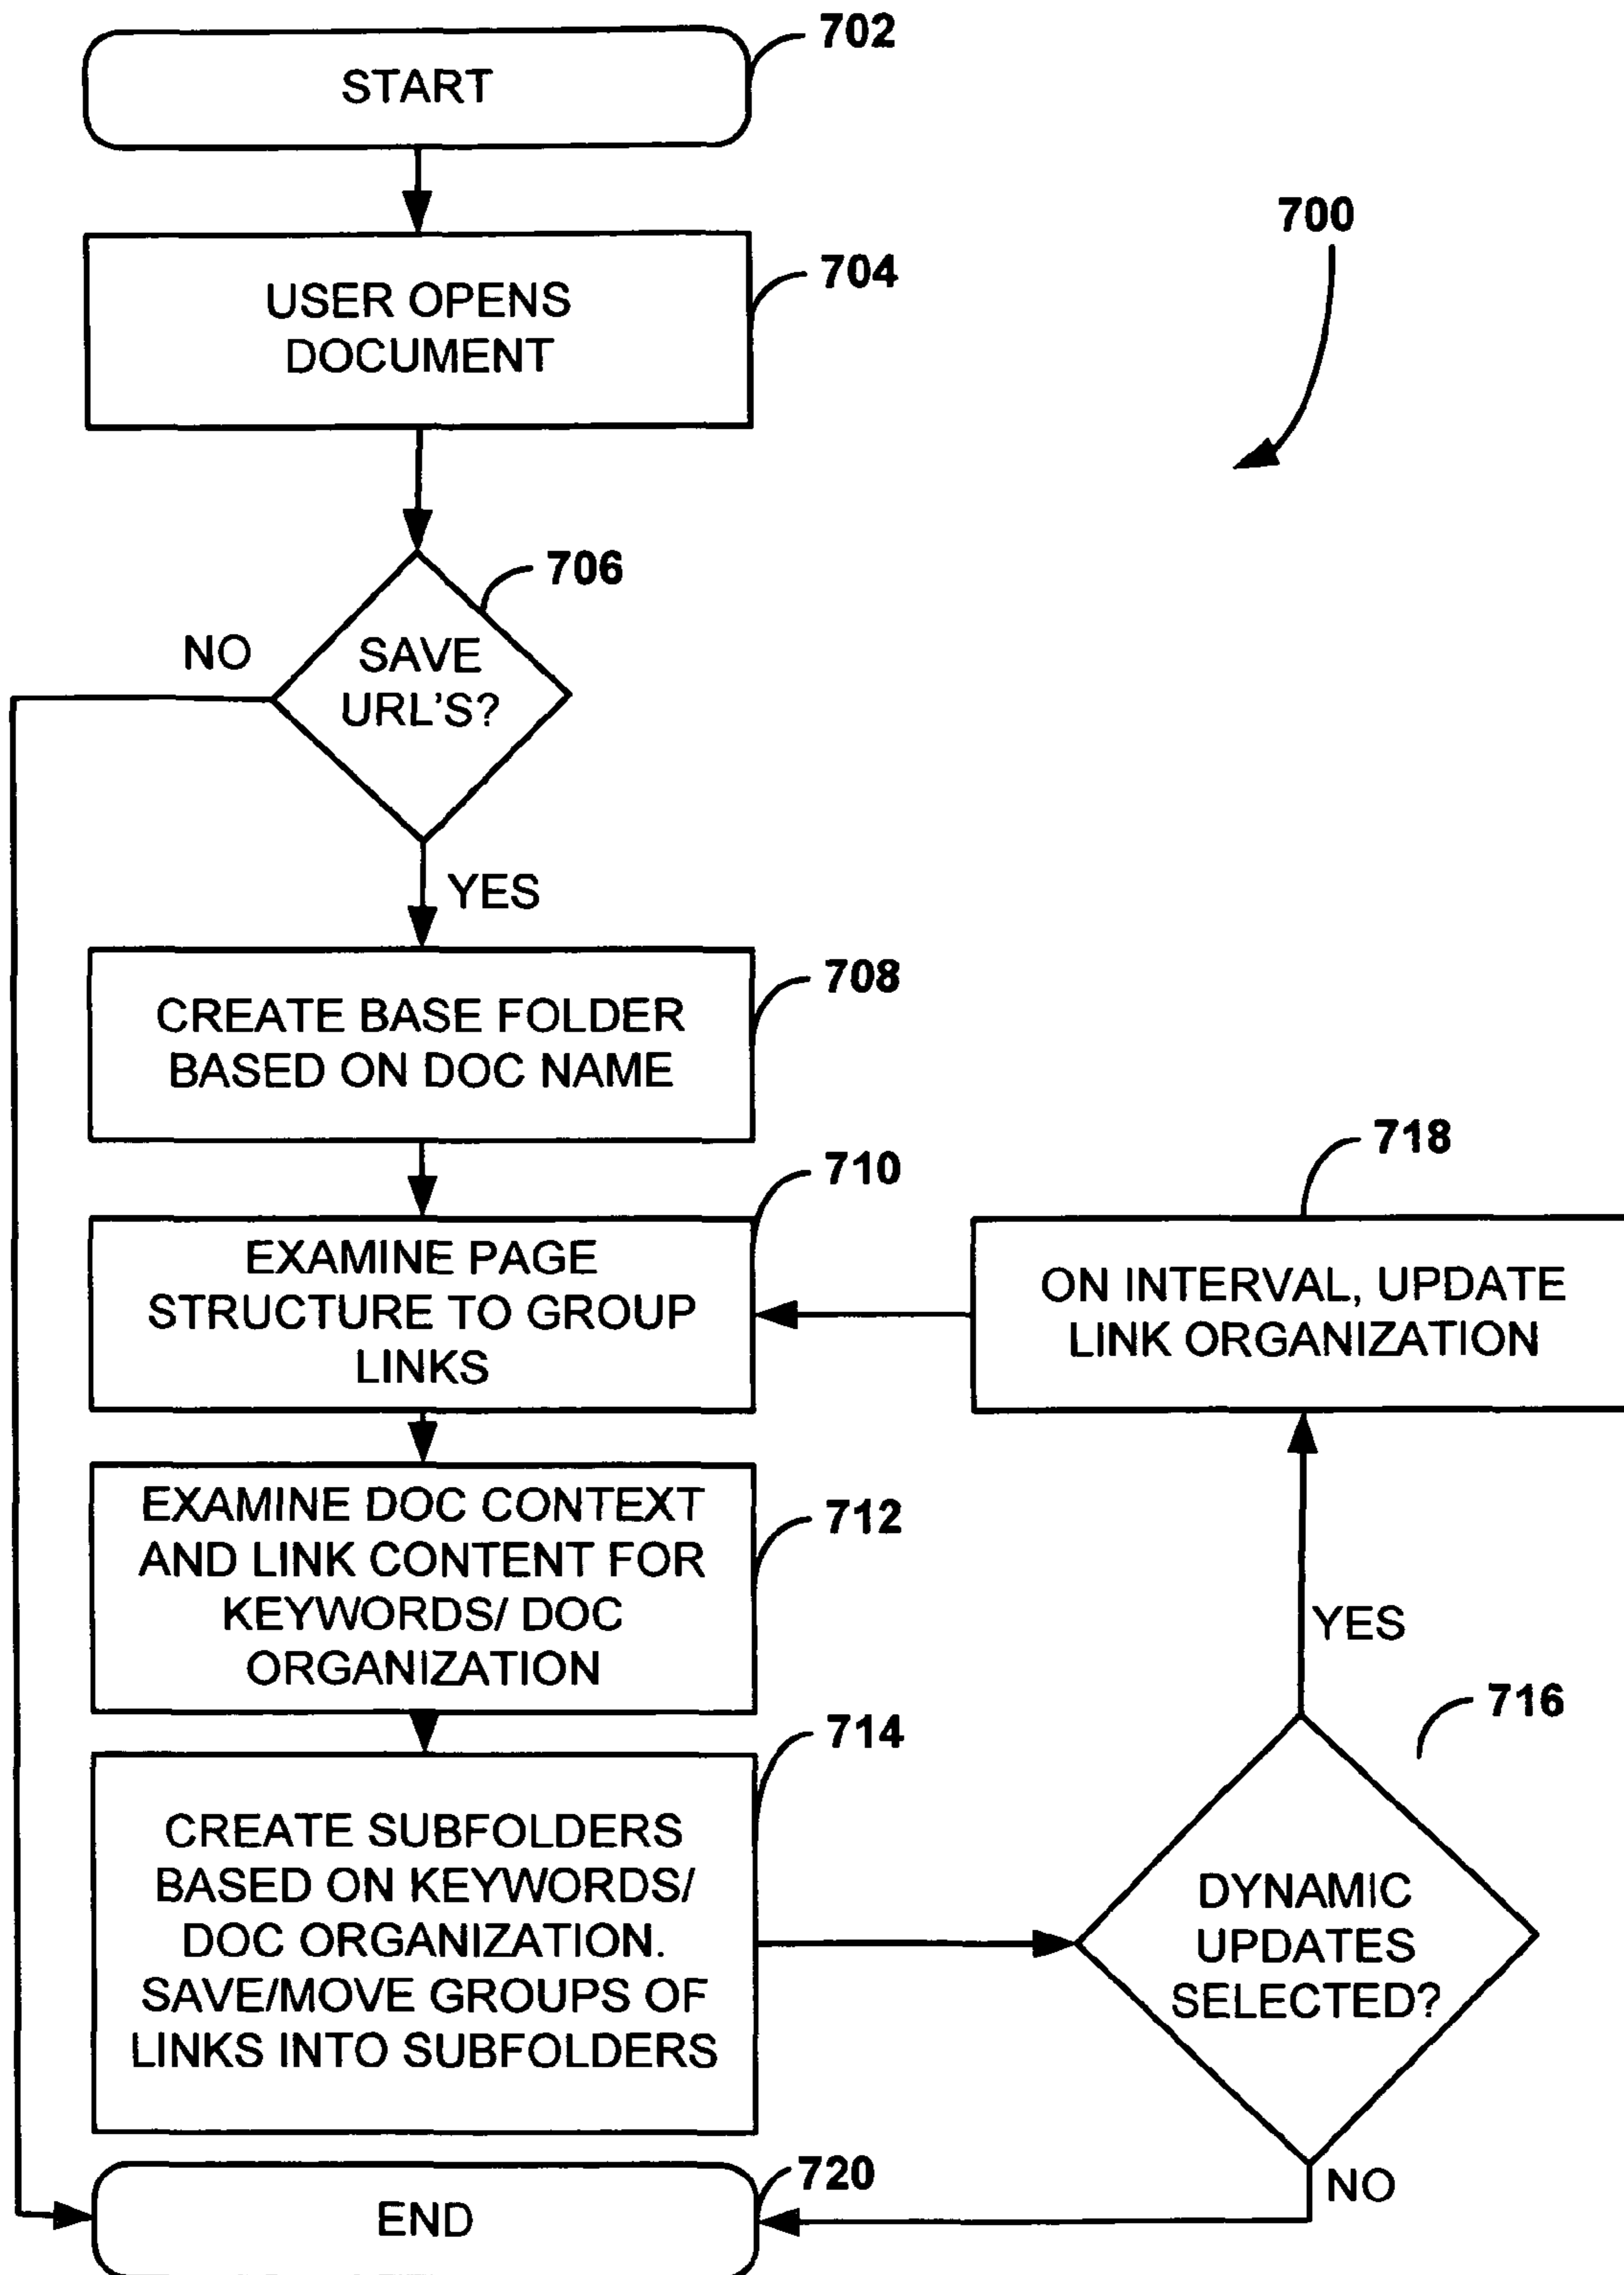 702
START
700
704
USER OPENS
DOCUMENT
706
NO
SAVE
URL'S?
YES
708
CREATE BASE FOLDER
BASED ON DOC NAME
710
EXAMINE PAGE
STRUCTURE TO GROUP
LINKS
718
ON INTERVAL, UPDATE
LINK ORGANIZATION
712
EXAMINE DOC CONTEXT
AND LINK CONTENT FOR
KEYWORDS/ DOC
ORGANIZATION
YES
714
CREATE SUBFOLDERS
BASED ON KEYWORDS/
DOC ORGANIZATION.
SAVE/MOVE GROUPS OF
LINKS INTO SUBFOLDERS
716
DYNAMIC
UPDATES
SELECTED?
NO
720
END